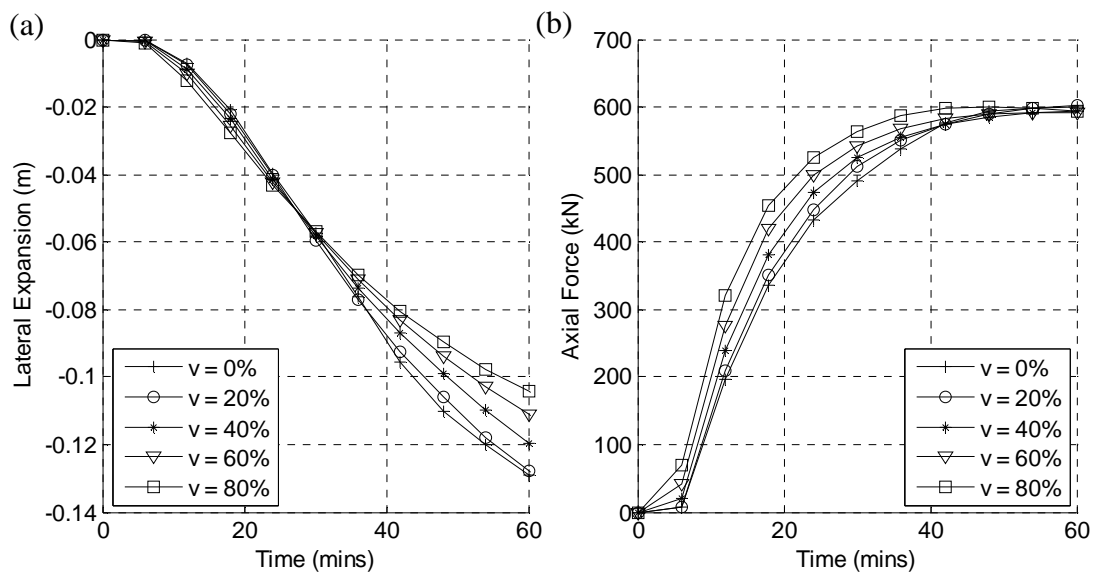 (a)
0
-0.02
-0.04
-0.06
-0.08
-0.1
-0.12
-0.14
Lateral Expansion (m)
v = 0%
v = 20%
v = 40%
v = 60%
v = 80%
0 20 40 60
Time (mins)
(b)
700
600
500
400
300
200
100
0
Axial Force (kN)
v = 0%
v = 20%
v = 40%
v = 60%
v = 80%
0 20 40 60
Time (mins)